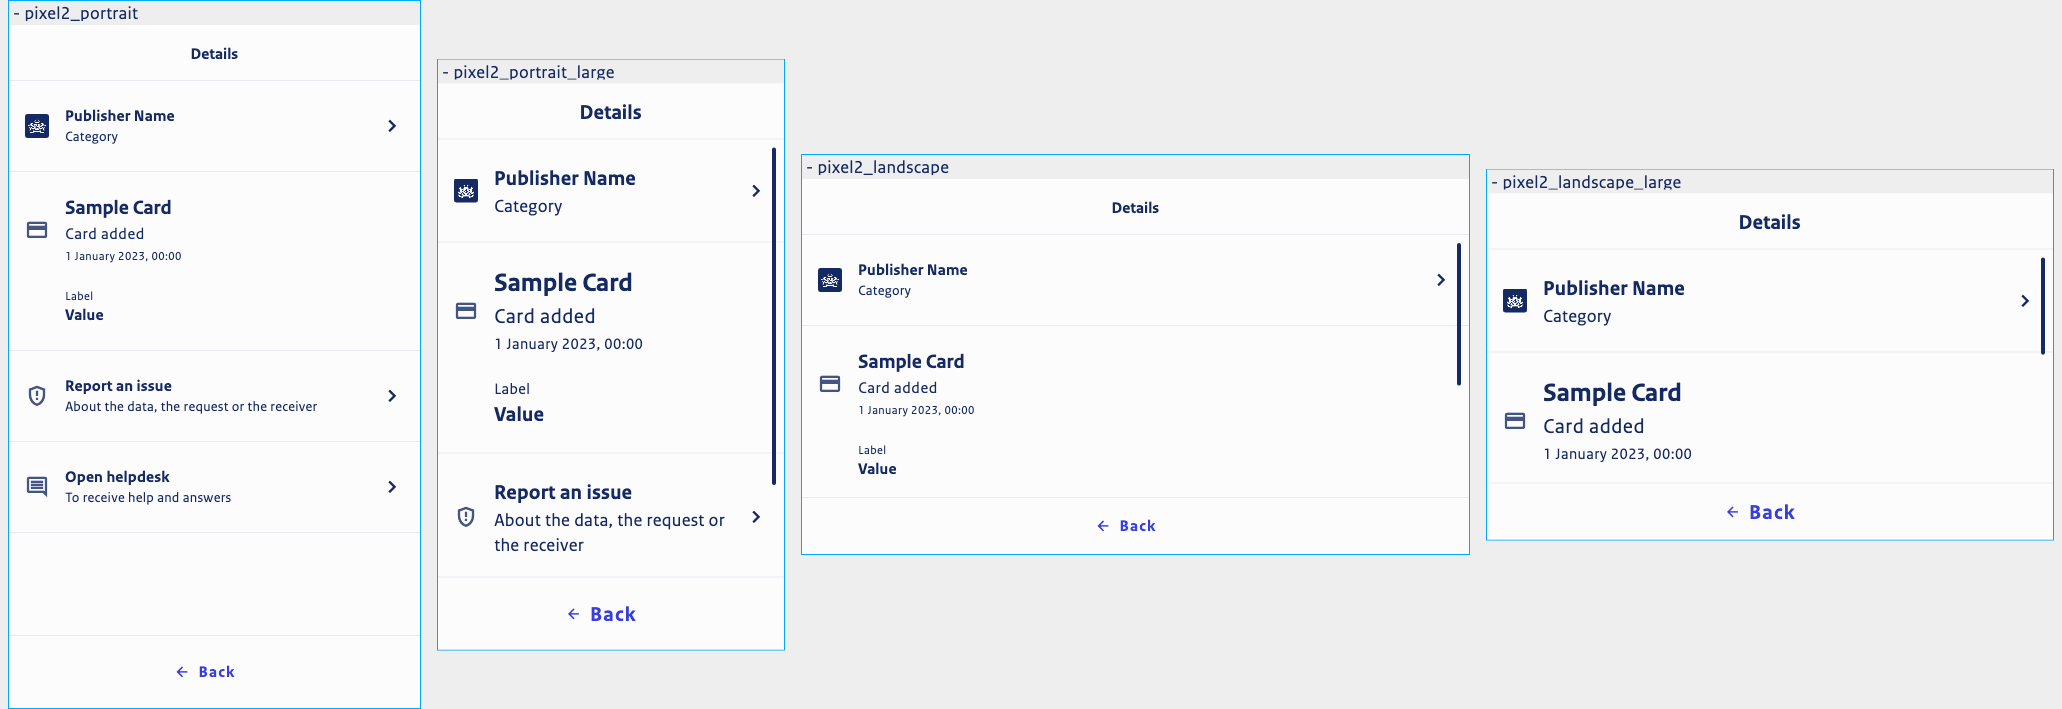 - pixel2_portrait
Details
Publisher Name
Category
Sample Card
Card added
1 January 2023, 00:00
Label
Value
Report an issue
About the data, the request or the receiver
Open helpdesk
To receive help and answers
← Back
- pixel2_portrait_large
Details
Publisher Name
Category
Sample Card
Card added
1 January 2023, 00:00
Label
Value
Report an issue
About the data, the request or
the receiver
← Back
- pixel2_landscape
Details
Publisher Name
Category
Sample Card
Card added
1 January 2023, 00:00
Label
Value
← Back
- pixel2_landscape_large
Details
Publisher Name
Category
Sample Card
Card added
1 January 2023, 00:00
← Back